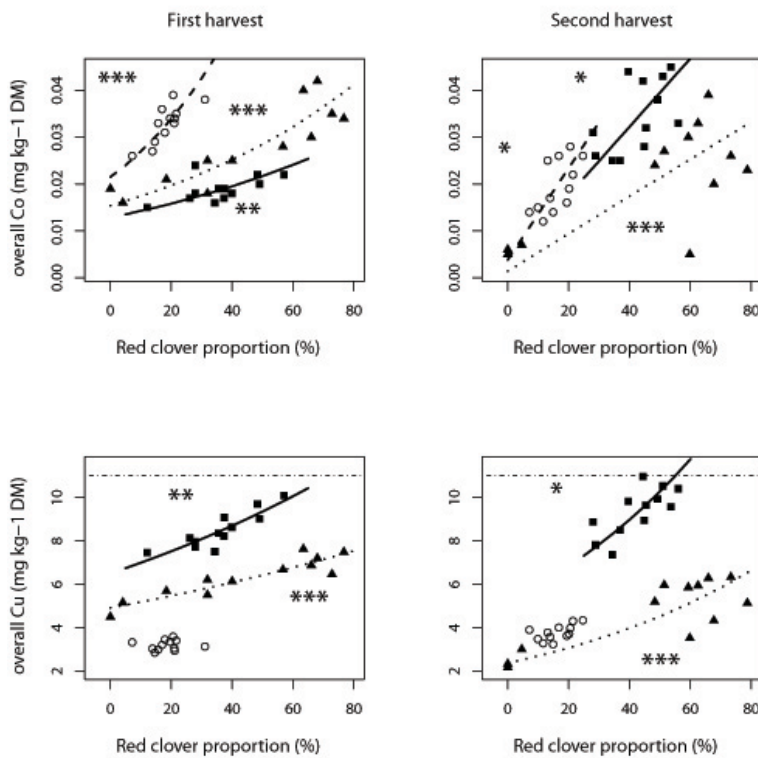 First harvest
Second harvest
overall Co (mg kg−1 DM)
0.04
0.03
0.02
0.01
0.00
***
***
**
0 20 40 60 80
Red clover proportion (%)
0.04
0.03
0.02
0.01
0.00
*
*
***
0 20 40 60 80
Red clover proportion (%)
overall Cu (mg kg−1 DM)
10
8
6
4
2
**
***
0 20 40 60 80
Red clover proportion (%)
10
8
6
4
2
*
***
0 20 40 60 80
Red clover proportion (%)